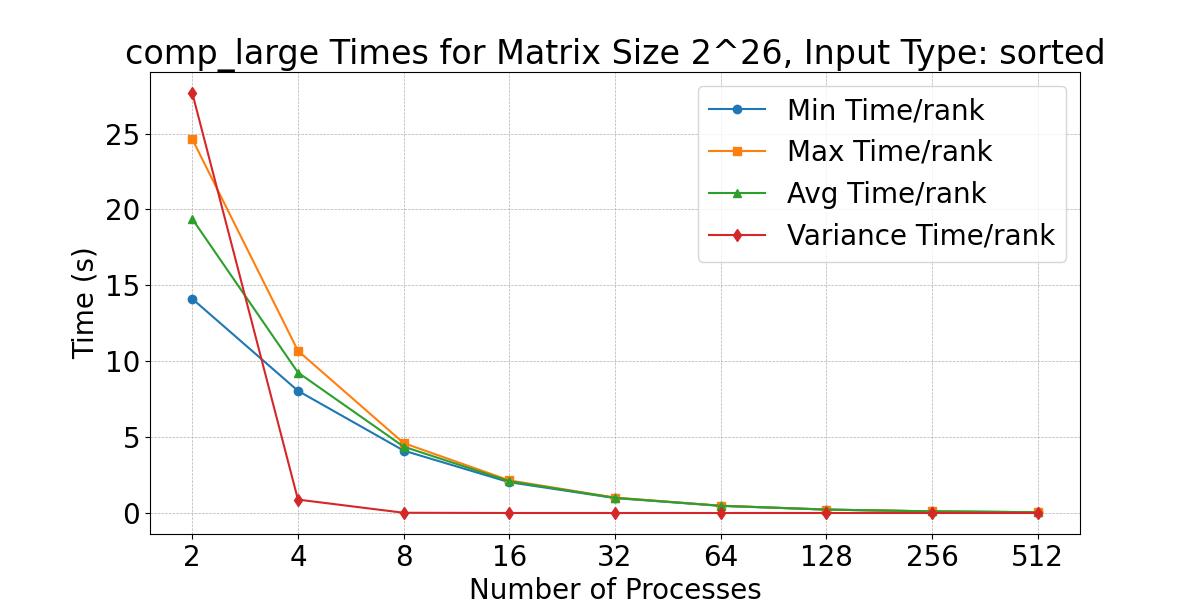 comp_large Times for Matrix Size 2^26, Input Type: sorted
Min Time/rank
Max Time/rank
Avg Time/rank
Variance Time/rank
Time (s)
25
20
15
10
5
0
2 4 8 16 32 64 128 256 512
Number of Processes